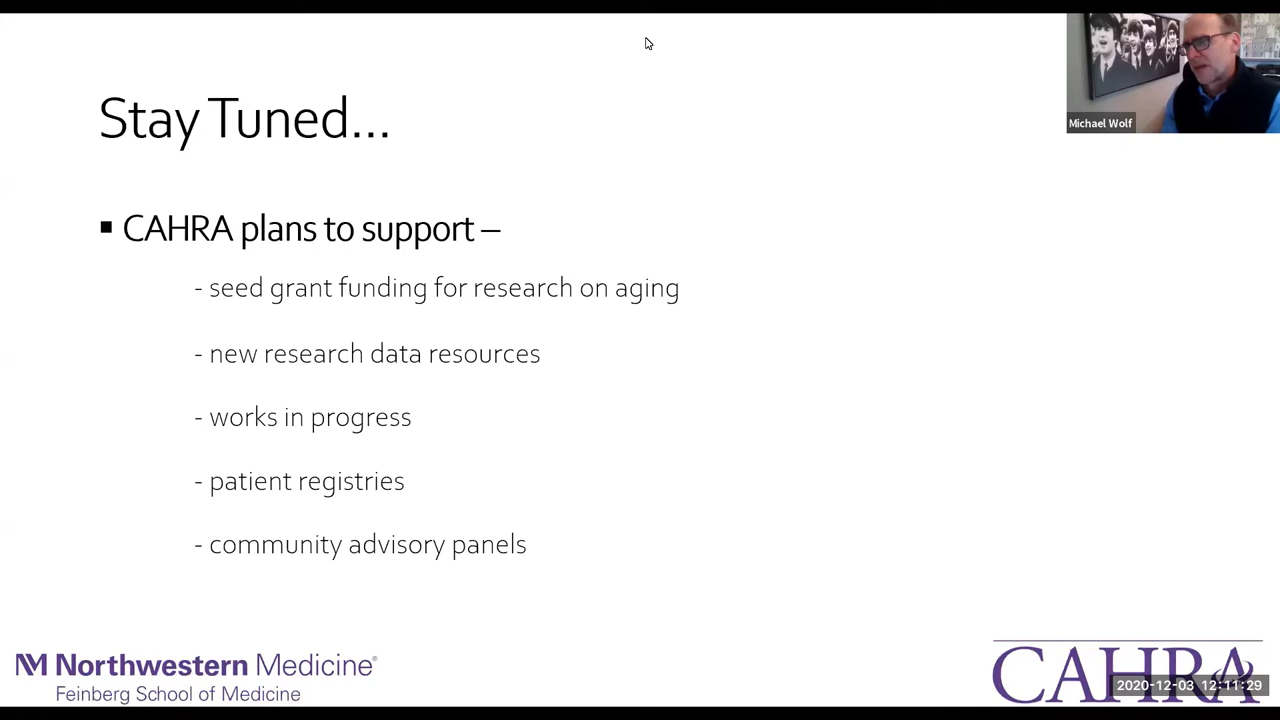 Stay Tuned...
Michael Wolf
▪ CAHRA plans to support –
- seed grant funding for research on aging
- new research data resources
- works in progress
- patient registries
- community advisory panels
NM Northwestern Medicine®
Feinberg School of Medicine
CAHRA
2020-12-03 12:11:29